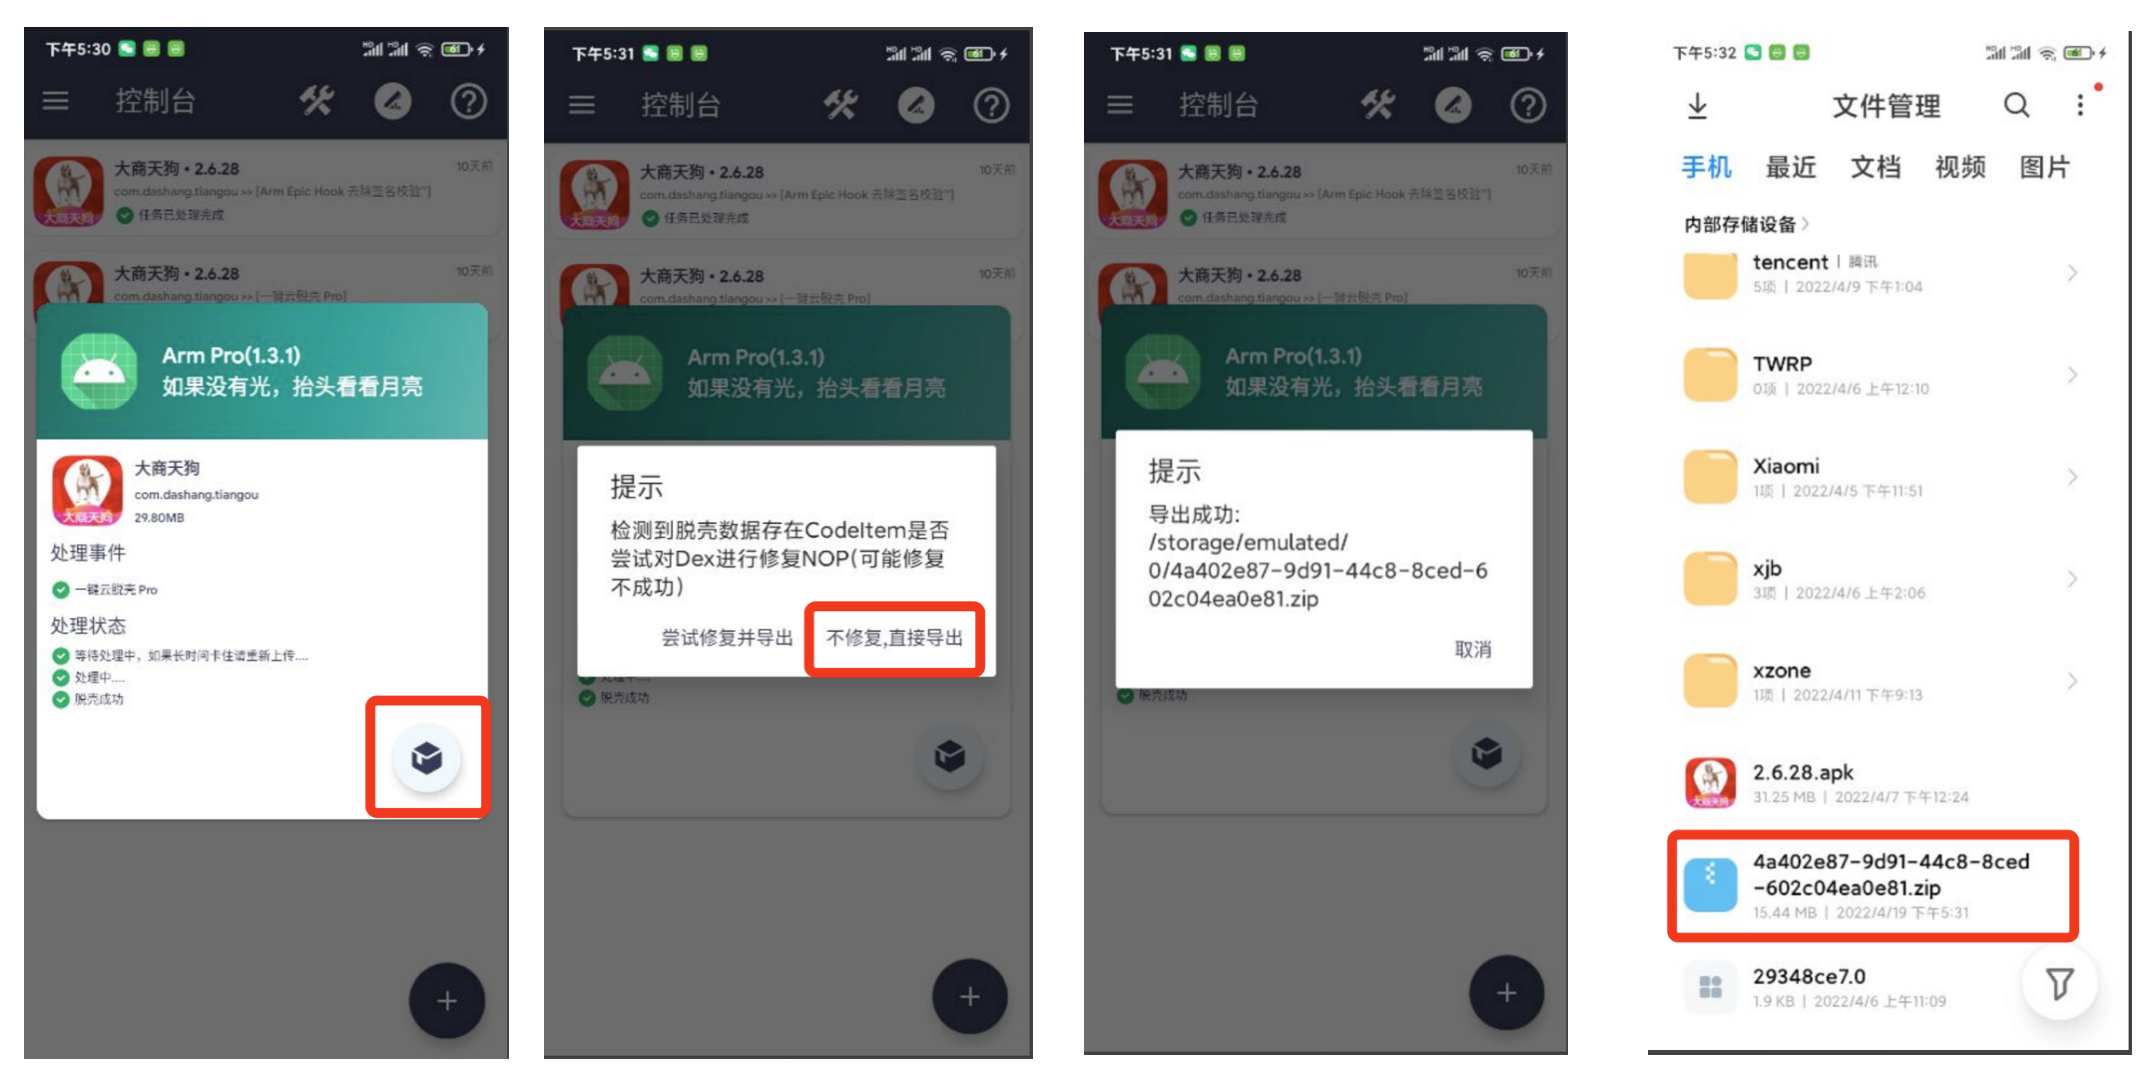 下午5:30
控制台
大商天狗 • 2.6.28
10天前
com.dashang.tiangou >> [Arm Epic Hook 去除签名校验"]
任务已处理完成
大商天狗
大商天狗 • 2.6.28
10天前
com.dashang.tiangou >> [一键云脱壳 Pro]
Arm Pro(1.3.1)
如果没有光，抬头看看月亮
大商天狗
com.dashang.tiangou
29.80MB
大商天狗
处理事件
一键云脱壳 Pro
处理状态
等待处理中，如果长时间卡住请重新上传....
处理中....
脱壳成功
下午5:31
控制台
大商天狗 • 2.6.28
10天前
com.dashang.tiangou >> [Arm Epic Hook 去除签名校验"]
任务已处理完成
大商天狗
大商天狗 • 2.6.28
10天前
com.dashang.tiangou >> [一键云脱壳 Pro]
Arm Pro(1.3.1)
如果没有光，抬头看看月亮
提示
检测到脱壳数据存在CodeItem是否
尝试对Dex进行修复NOP(可能修复
不成功)
尝试修复并导出
不修复,直接导出
脱壳成功
下午5:31
控制台
大商天狗 • 2.6.28
10天前
com.dashang.tiangou >> [Arm Epic Hook 去除签名校验"]
任务已处理完成
大商天狗
大商天狗 • 2.6.28
10天前
com.dashang.tiangou >> [一键云脱壳 Pro]
Arm Pro(1.3.1)
如果没有光，抬头看看月亮
提示
导出成功:
/storage/emulated/
0/4a402e87-9d91-44c8-8ced-6
02c04ea0e81.zip
取消
脱壳成功
下午5:32
文件管理
手机 最近 文档 视频 图片
内部存储设备
tencent | 腾讯
5项 | 2022/4/9 下午1:04
TWRP
0项 | 2022/4/6 上午12:10
Xiaomi
1项 | 2022/4/5 下午11:51
xjb
3项 | 2022/4/6 上午2:06
xzone
1项 | 2022/4/11 下午9:13
2.6.28.apk
31.25 MB | 2022/4/7 下午12:24
4a402e87-9d91-44c8-8ced
-602c04ea0e81.zip
15.44 MB | 2022/4/19 下午5:31
29348ce7.0
1.9 KB | 2022/4/6 上午11:09